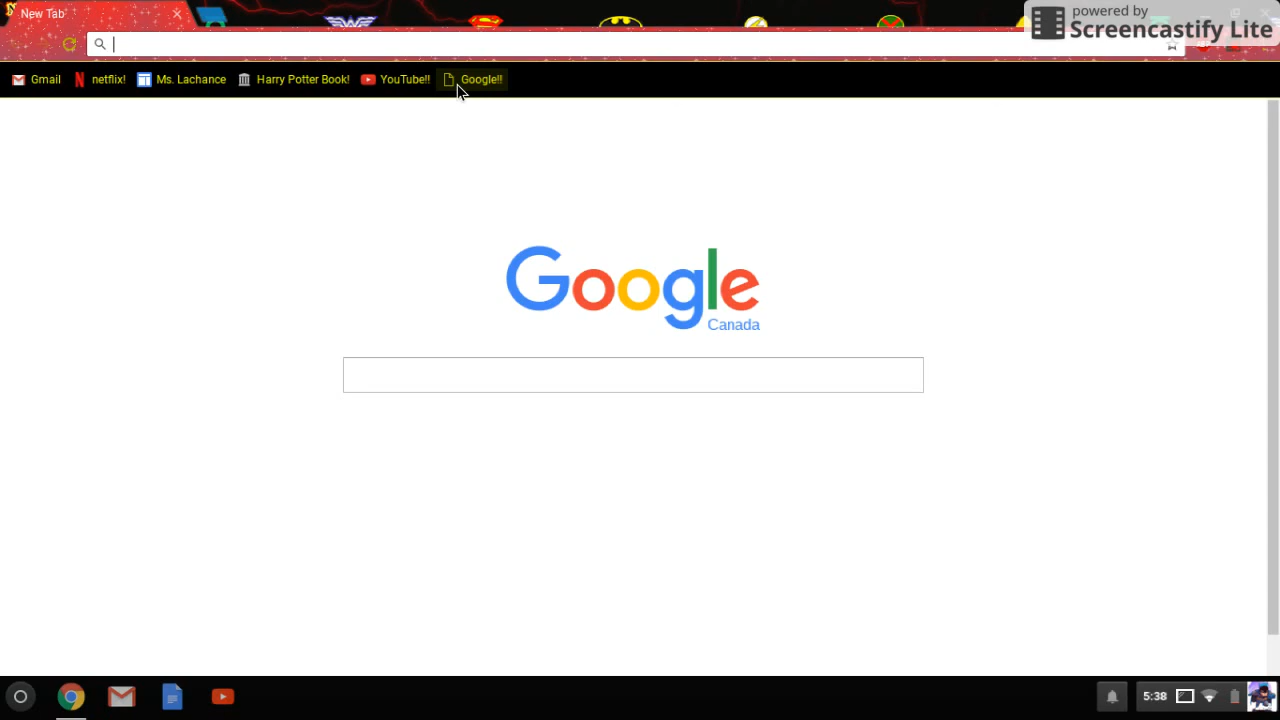 New Tab
powered by
Screencastify Lite
Gmail netflix! Ms. Lachance Harry Potter Book! YouTube!! Google!!
Google
Canada
5:38